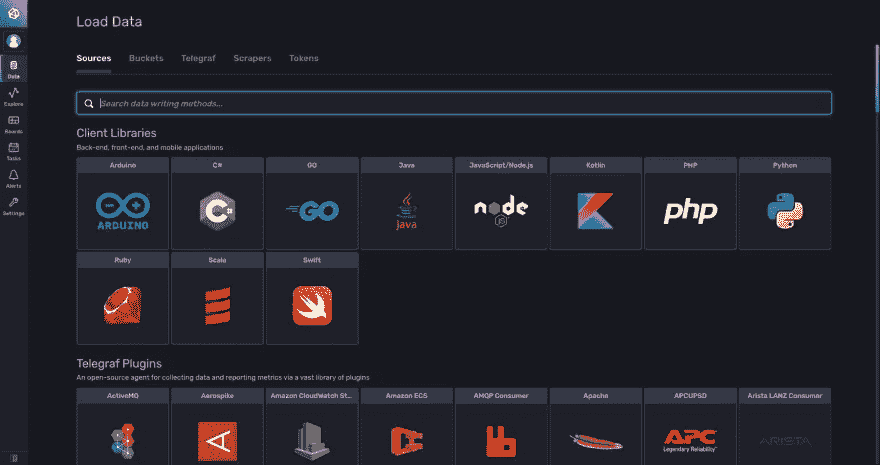 Load Data
Sources Buckets Telegraf Scrapers Tokens
Search data writing methods...
Data
Explore
Boards
Tasks
Alerts
Settings
Client Libraries
Back-end, front-end, and mobile applications
Arduino C# GO Java JavaScript/Node.js Kotlin PHP Python
ARDUINO C# GO Java node JS php
Ruby Scala Swift
Telegraf Plugins
An open-source agent for collecting data and reporting metrics via a vast library of plugins
ActiveMQ Aerospike Amazon CloudWatch St... Amazon ECS AMQP Consumer Apache APCUPSD Arista LANZ Consumer
APC ARISTA
Legendary Reliability™